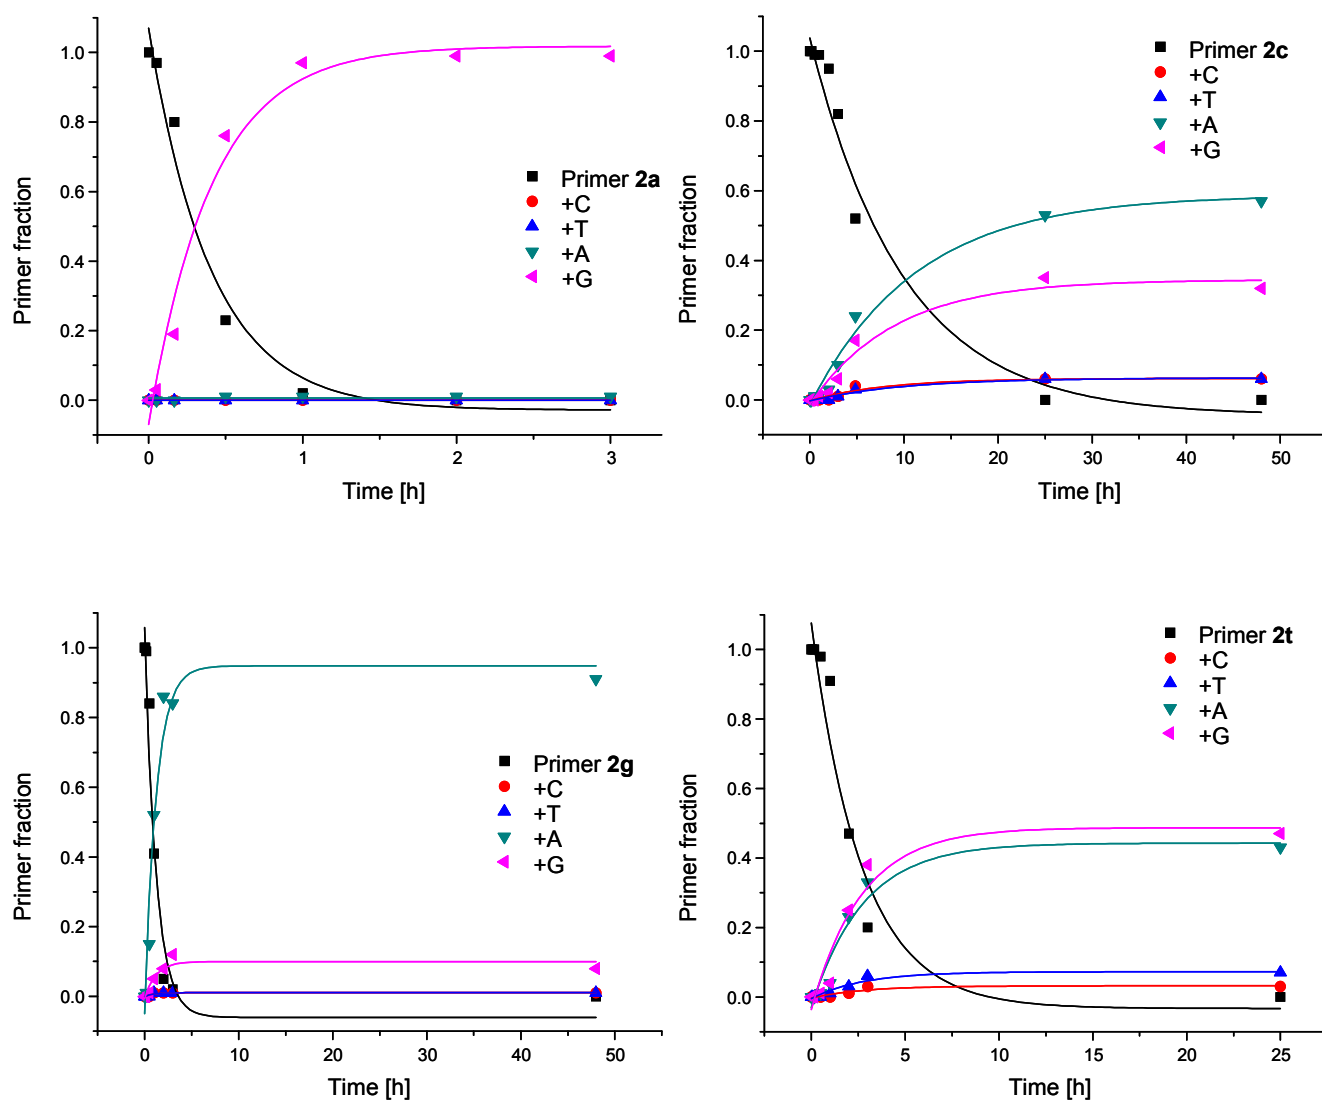 1.0
0.8
0.6
0.4
0.2
0.0
Primer fraction
Primer 2a
+C
+T
+A
+G
0
1
2
3
Time [h]
1.0
0.8
0.6
0.4
0.2
0.0
Primer fraction
Primer 2c
+C
+T
+A
+G
0
10
20
30
40
50
Time [h]
1.0
0.8
0.6
0.4
0.2
0.0
Primer fraction
Primer 2g
+C
+T
+A
+G
0
10
20
30
40
50
Time [h]
1.0
0.8
0.6
0.4
0.2
0.0
Primer fraction
Primer 2t
+C
+T
+A
+G
0
5
10
15
20
25
Time [h]